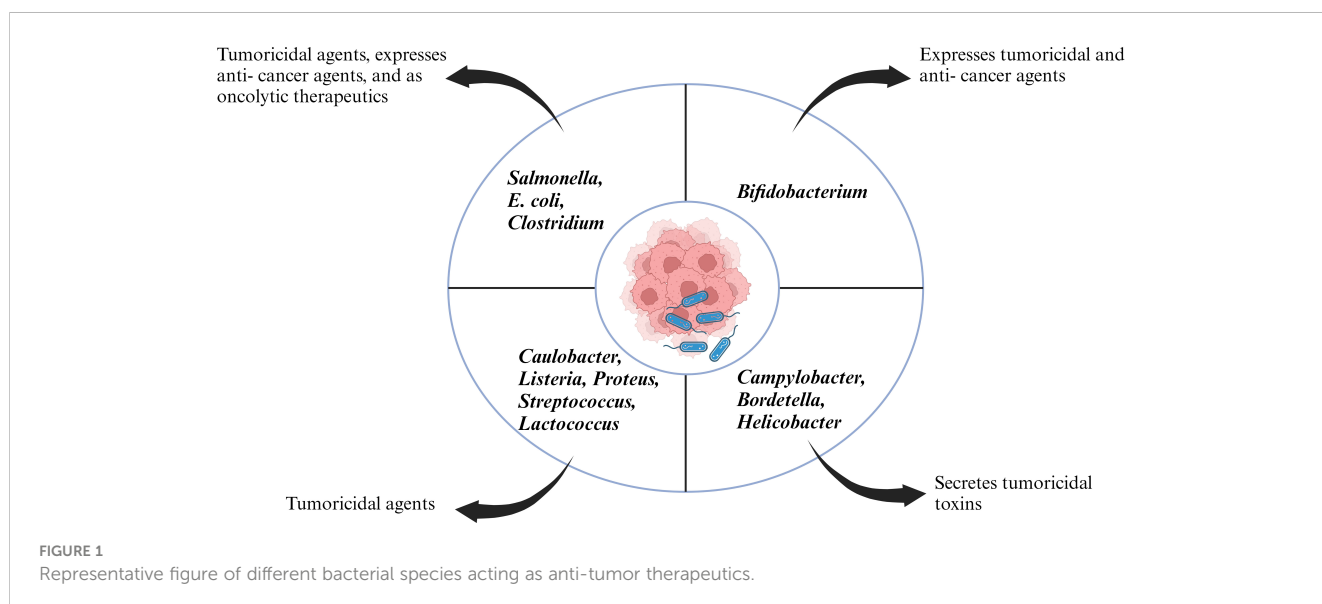 Tumoricidal agents, expresses
anti- cancer agents, and as
oncolytic therapeutics
Expresses tumoricidal and
anti- cancer agents
Salmonella,
E. coli,
Clostridium
Bifidobacterium
Caulobacter,
Listeria, Proteus,
Streptococcus,
Lactococcus
Campylobacter,
Bordetella,
Helicobacter
Tumoricidal agents
Secretes tumoricidal
toxins
FIGURE 1
Representative figure of different bacterial species acting as anti-tumor therapeutics.